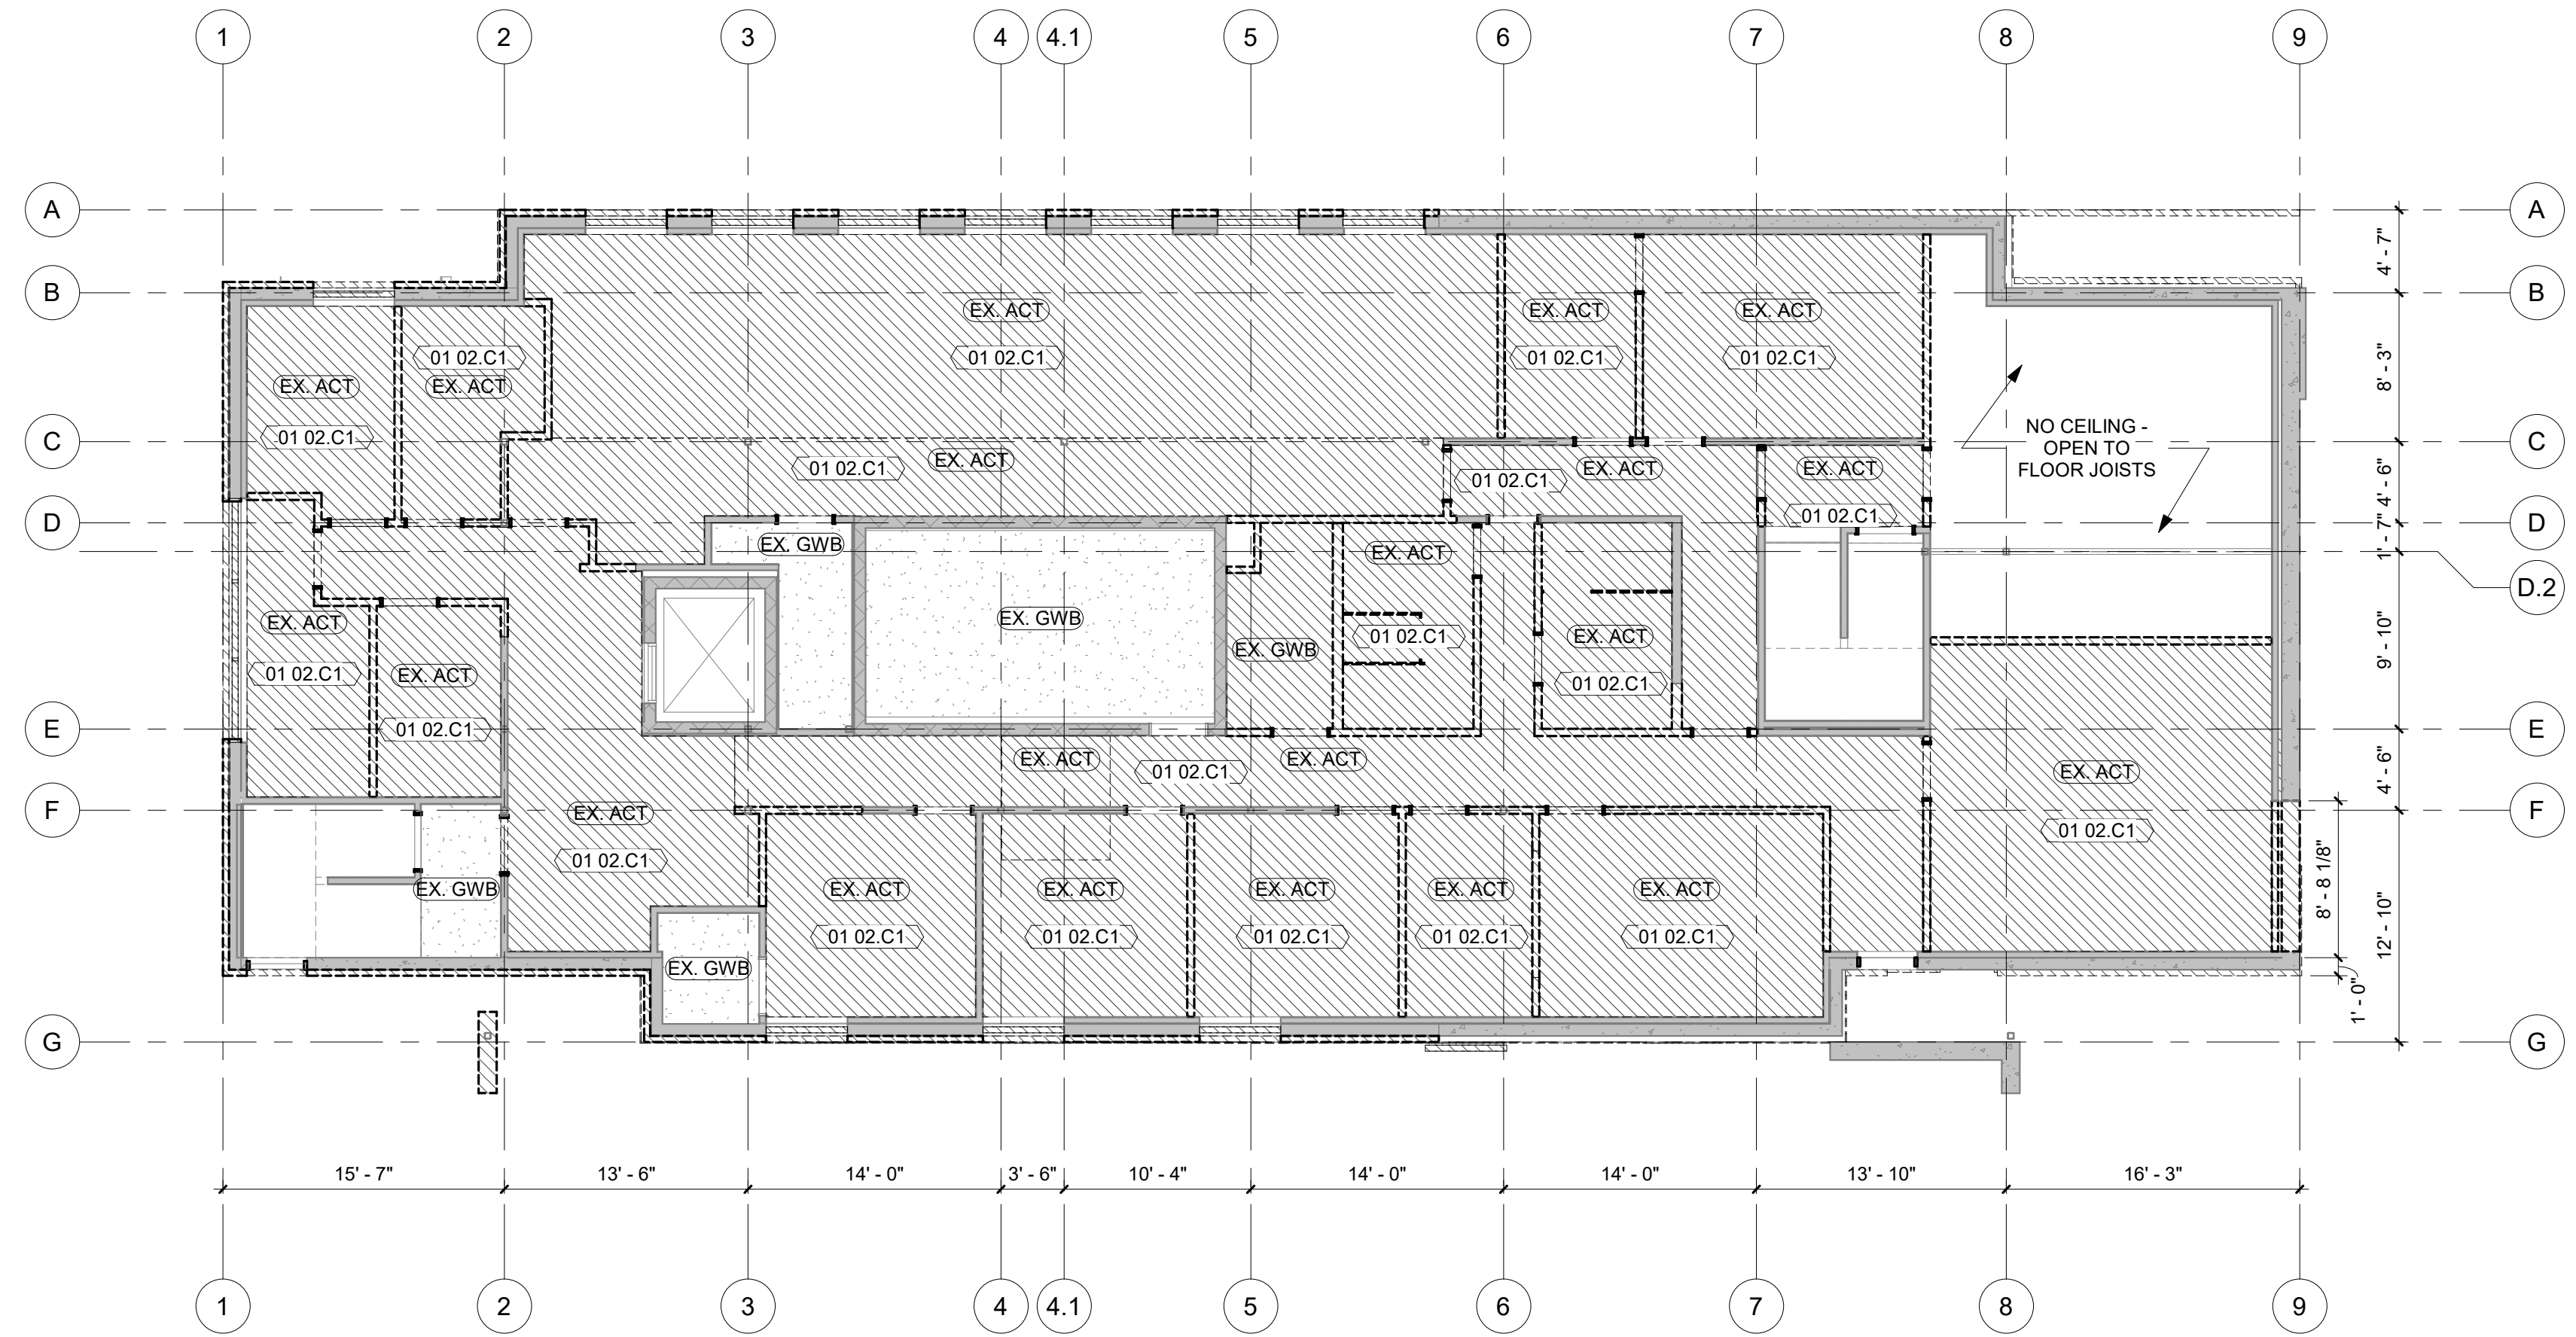 1 2 3 4 4.1 5 6 7 8 9
A A
4' - 7"
B B
EX. ACT EX. ACT EX. ACT
01 02.C1 01 02.C1 01 02.C1 01 02.C1
8' - 3"
EX. ACT EX. ACT
NO CEILING -
OPEN TO
FLOOR JOISTS
01 02.C1
C C
01 02.C1 EX. ACT 01 02.C1 EX. ACT EX. ACT
4' - 6"
01 02.C1
D D
EX. GWB EX. ACT
1' - 7"
D.2
EX. ACT EX. GWB 01 02.C1 EX. ACT
9' - 10"
EX. GWB
01 02.C1 EX. ACT 01 02.C1
01 02.C1
E E
EX. ACT 01 02.C1 EX. ACT EX. ACT
4' - 6"
F F
EX. ACT
01 02.C1
01 02.C1
8' - 8 1/8"
EX. GWB EX. ACT EX. ACT EX. ACT EX. ACT EX. ACT
01 02.C1 01 02.C1 01 02.C1 01 02.C1 01 02.C1
12' - 10"
EX. GWB
1' - 0"
G G
15' - 7" 13' - 6" 14' - 0" 3' - 6" 10' - 4" 14' - 0" 14' - 0" 13' - 10" 16' - 3"
1 2 3 4 4.1 5 6 7 8 9